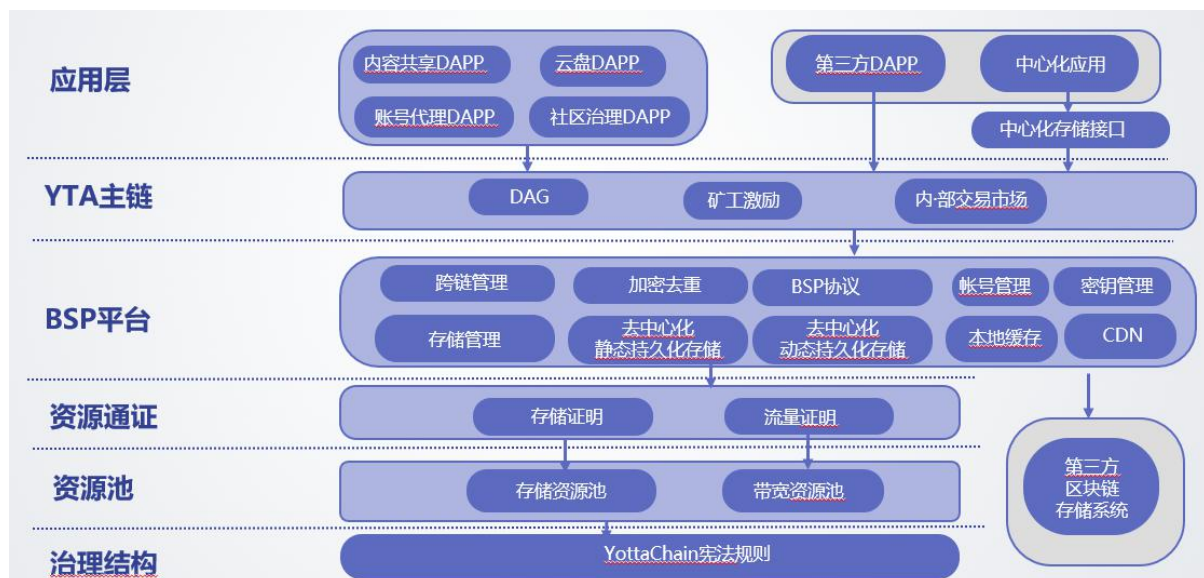 应用层
内容共享DAPP
云盘DAPP
账号代理DAPP
社区治理DAPP
第三方DAPP
中心化应用
中心化存储接口
YTA主链
DAG
矿工激励
内·部交易市场
BSP平台
跨链管理
加密去重
BSP协议
帐号管理
密钥管理
存储管理
去中心化
静态持久化存储
去中心化
动态持久化存储
本地缓存
CDN
资源通证
存储证明
流量证明
资源池
存储资源池
带宽资源池
第三方
区块链
存储系统
治理结构
YottaChain宪法规则